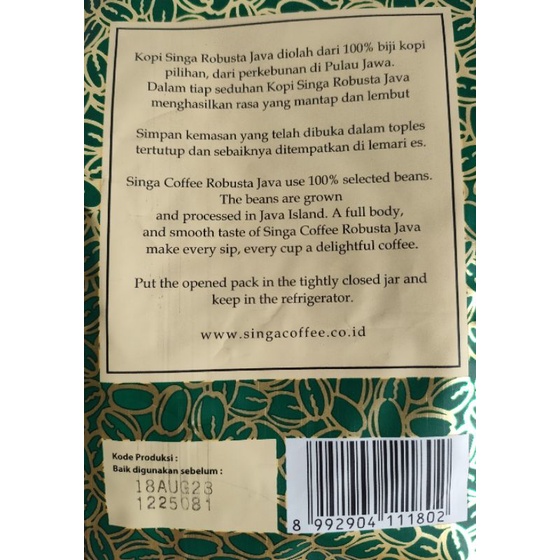 Kopi Singa Robusta Java diolah dari 100% biji kopi
pilihan, dari perkebunan di Pulau Jawa.
Dalam tiap seduhan Kopi Singa Robusta Java
menghasilkan rasa yang mantap dan lembut
Simpan kemasan yang telah dibuka dalam toples
tertutup dan sebaiknya ditempatkan di lemari es.
Singa Coffee Robusta Java use 100% selected beans.
The beans are grown
and processed in Java Island. A full body,
and smooth taste of Singa Coffee Robusta Java
make every sip, every cup a delightful coffee.
Put the opened pack in the tightly closed jar and
keep in the refrigerator.
www.singacoffee.co.id
Kode Produksi :
Baik digunakan sebelum :
18AUG23
1225081
8 992904 111802